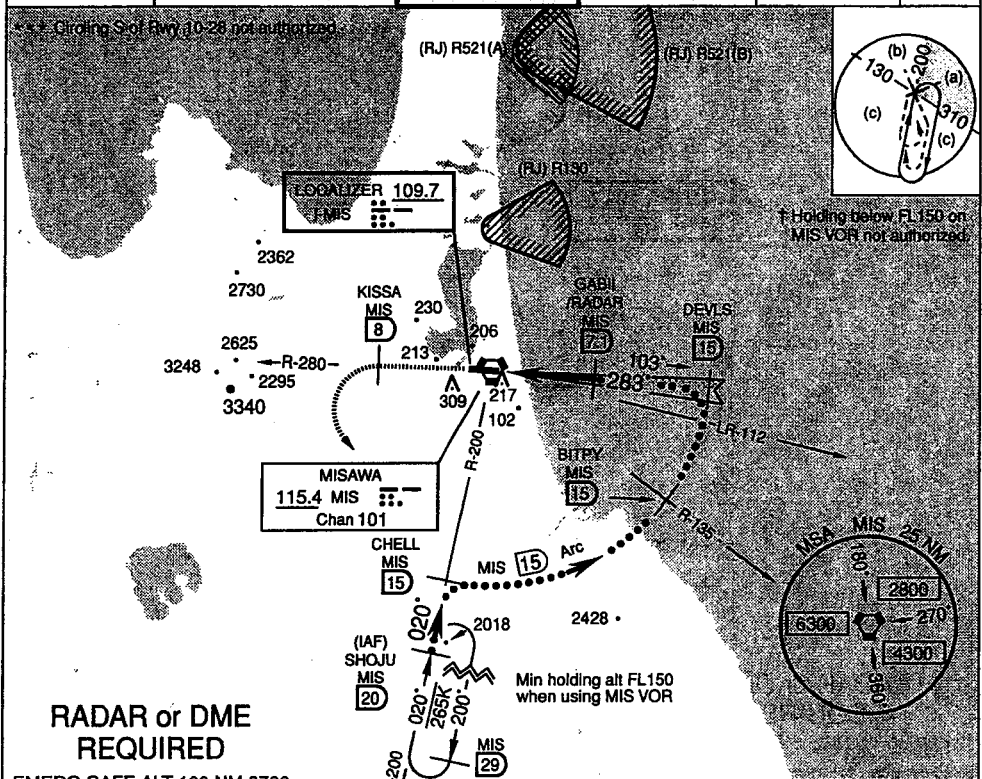 Circling S of Rwy 10-28 not authorized
(RJ) R521(A)
(RJ) R521(B)
(b)
200
130
(a)
(c)
310
(c)
(RJ) R130
LOCALIZER 109.7
I-MIS
† Holding below FL150 on
MIS VOR not authorized.
2362
2730
KISSA
MIS
8
230
206
GABII
/RADAR
MIS
7.1
DEVLS
MIS
15
2625
3248
R-280
213
103°
283°
2295
3340
309
217
102
LR-112
R-200
BITPY
MIS
15
MISAWA
115.4 MIS
Chan 101
R-135
CHELL
MIS
15
MIS 15 Arc
MSA MIS 25 NM
2800
270°
6300
4300
360°
020°
2018
2428
(IAF)
SHOJU
MIS
20
Min holding alt FL150
when using MIS VOR
020°
265K
200°
RADAR or DME
REQUIRED
MIS
29
200